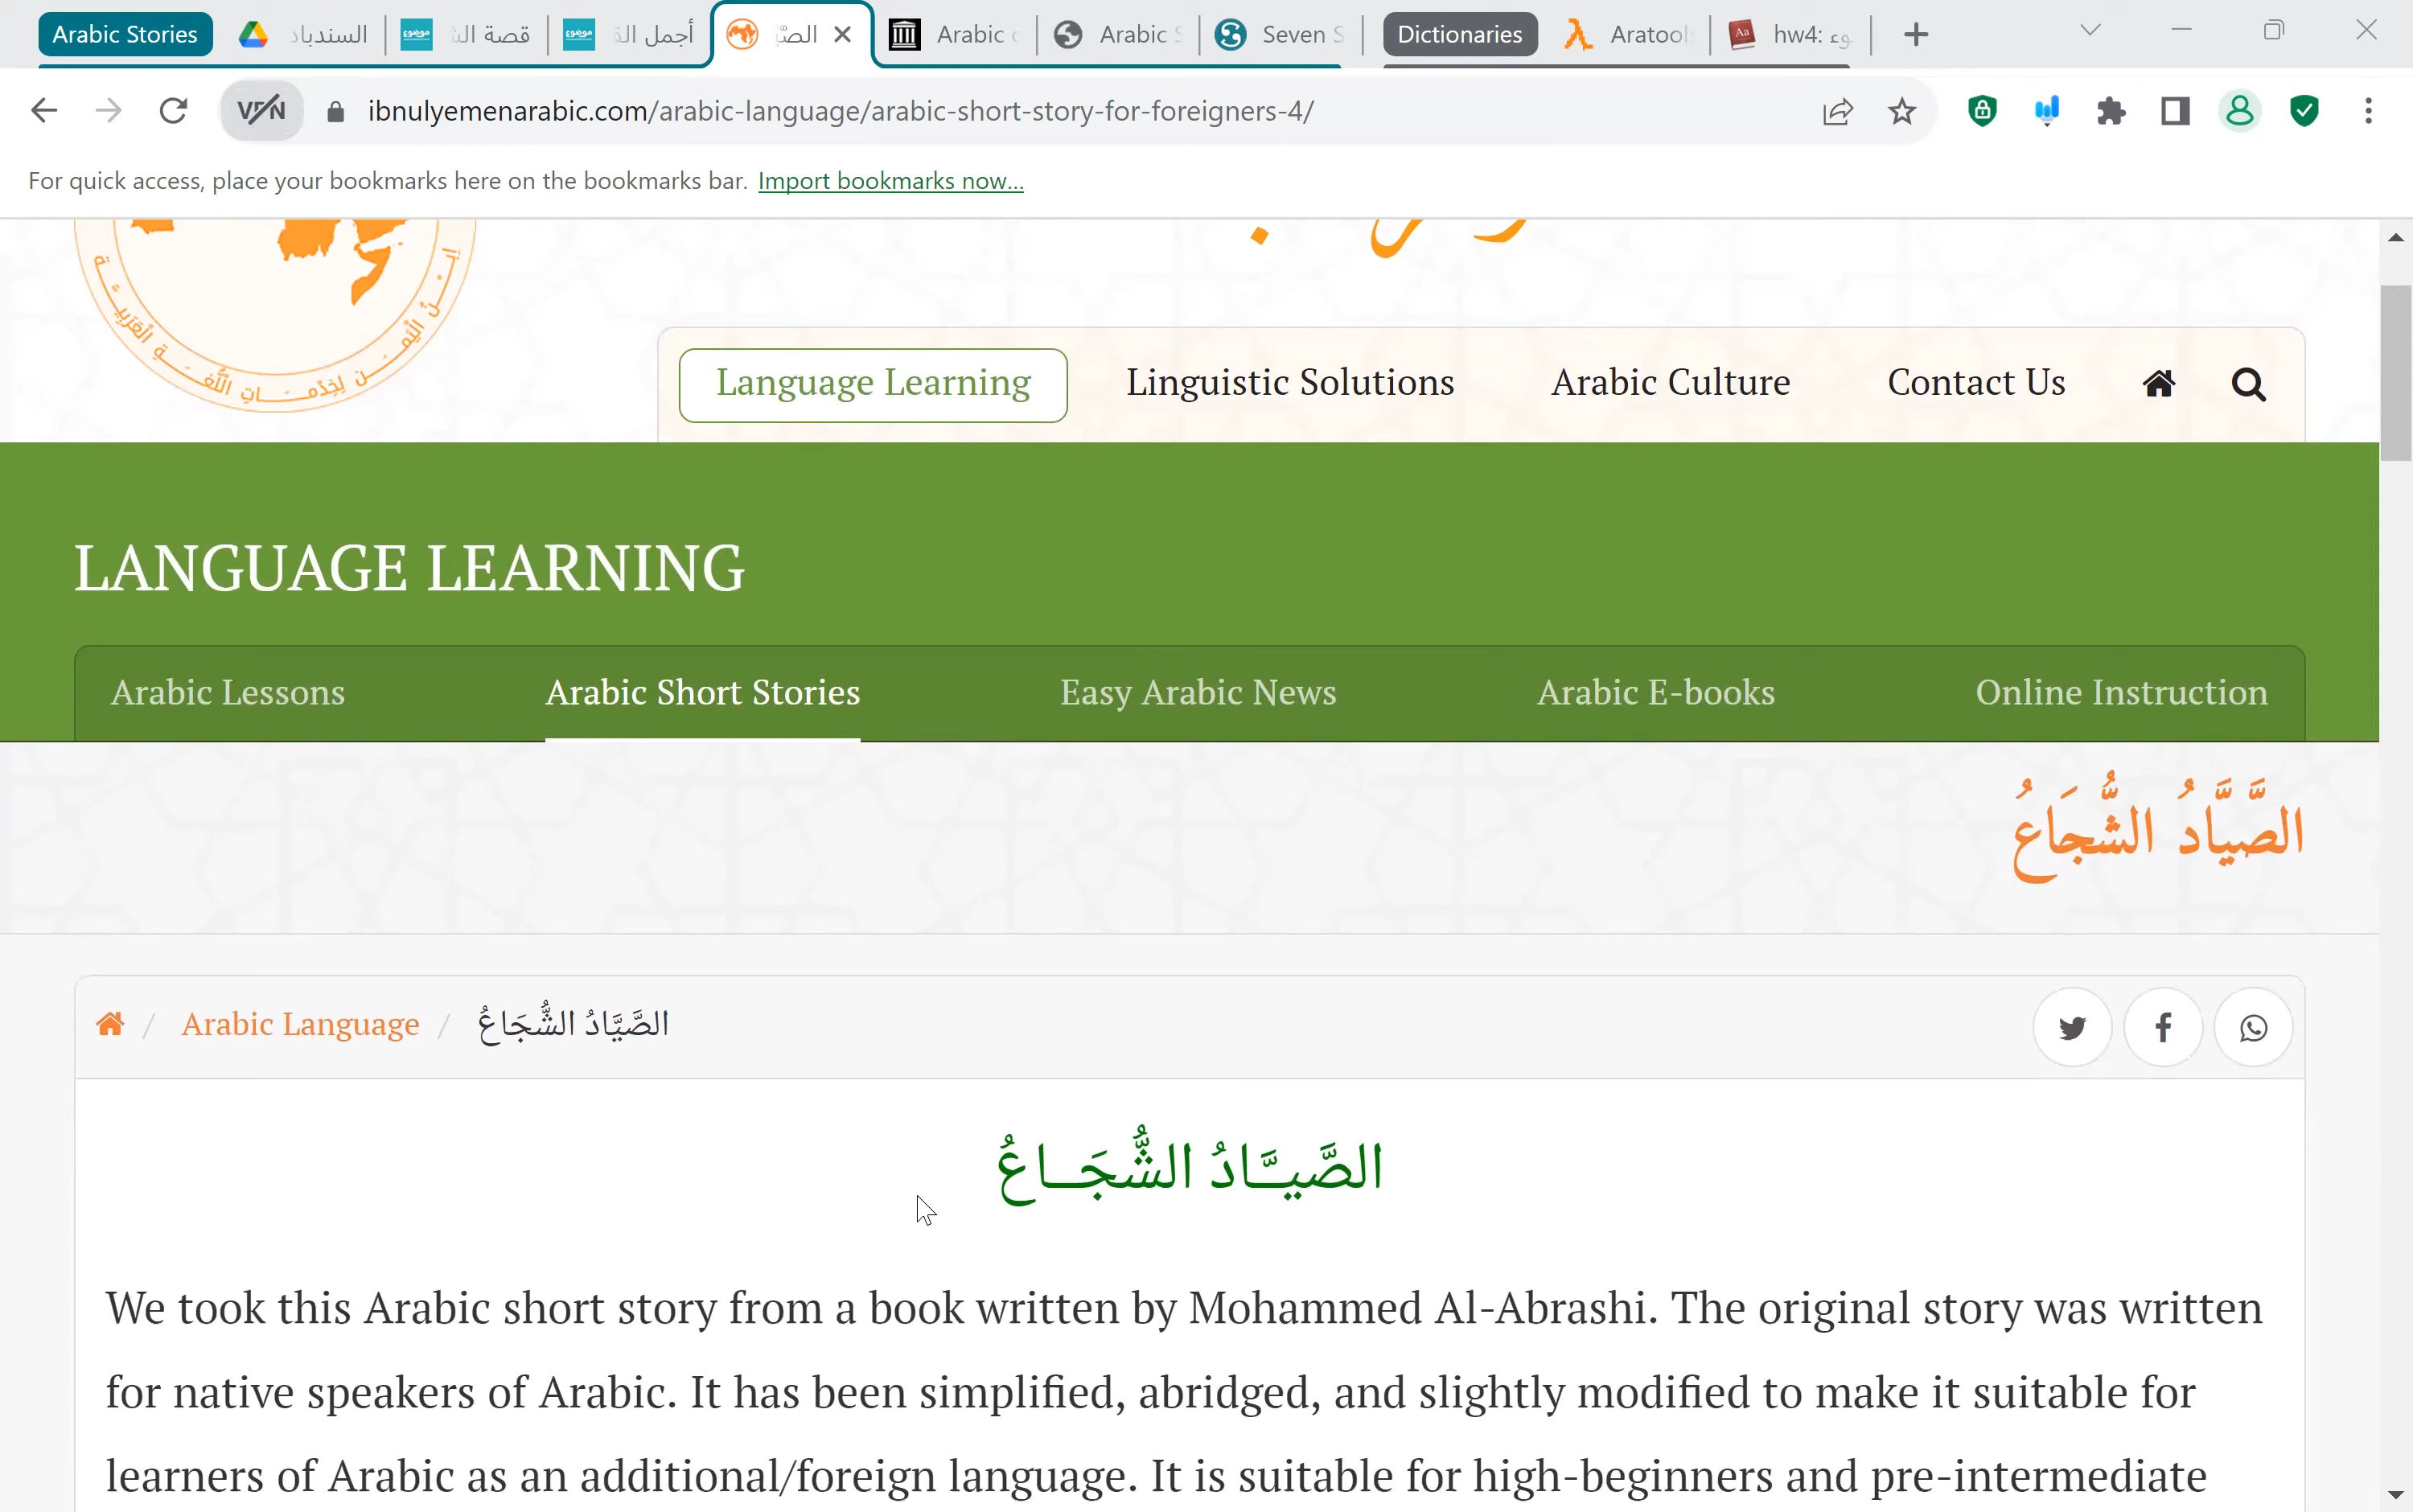 Arabic Stories
السندباد
قصة
أجمل
Arabic
Arabic
Seven
Dictionaries
Aratool
hw4:
ibnulyemenarabic.com/arabic-language/arabic-short-story-for-foreigners-4/
For quick access, place your bookmarks here on the bookmarks bar. Import bookmarks now...
Language Learning
Linguistic Solutions
Arabic Culture
Contact Us
LANGUAGE LEARNING
Arabic Lessons
Arabic Short Stories
Easy Arabic News
Arabic E-books
Online Instruction
الصَّيَّادُ الشُّجَاعُ
/ Arabic Language / الصَّيَّادُ الشُّجَاعُ
الصَّيــَّادُ الشُّجَــاعُ
We took this Arabic short story from a book written by Mohammed Al-Abrashi. The original story was written
for native speakers of Arabic. It has been simplified, abridged, and slightly modified to make it suitable for
learners of Arabic as an additional/foreign language. It is suitable for high-beginners and pre-intermediate